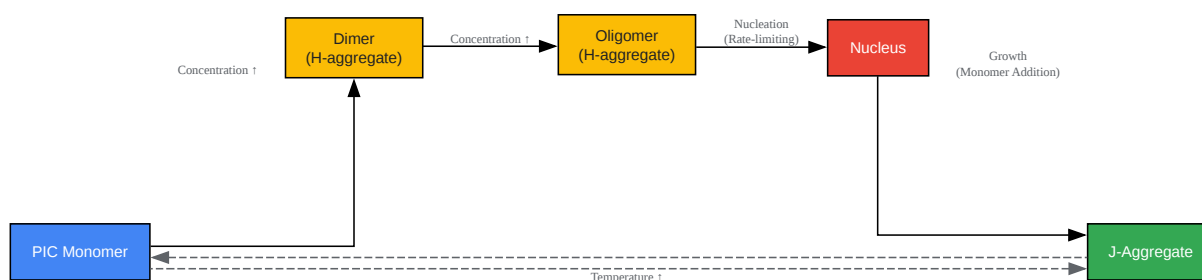 Dimer
(H-aggregate)
Concentration ↑
Oligomer
(H-aggregate)
Nucleation
(Rate-limiting)
Nucleus
Growth
(Monomer Addition)
Concentration ↑
PIC Monomer
J-Aggregate
Temperature ↑